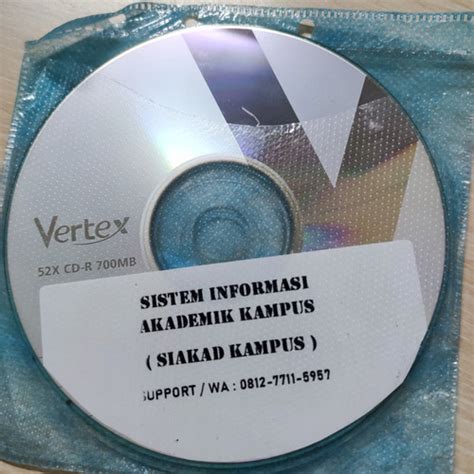 Vertex
52X CD-R 700MB
SISTEM INFORMASI
AKADEMIK KAMPUS
( SIAKAD KAMPUS )
SUPPORT / WA : 0812-7711-5957